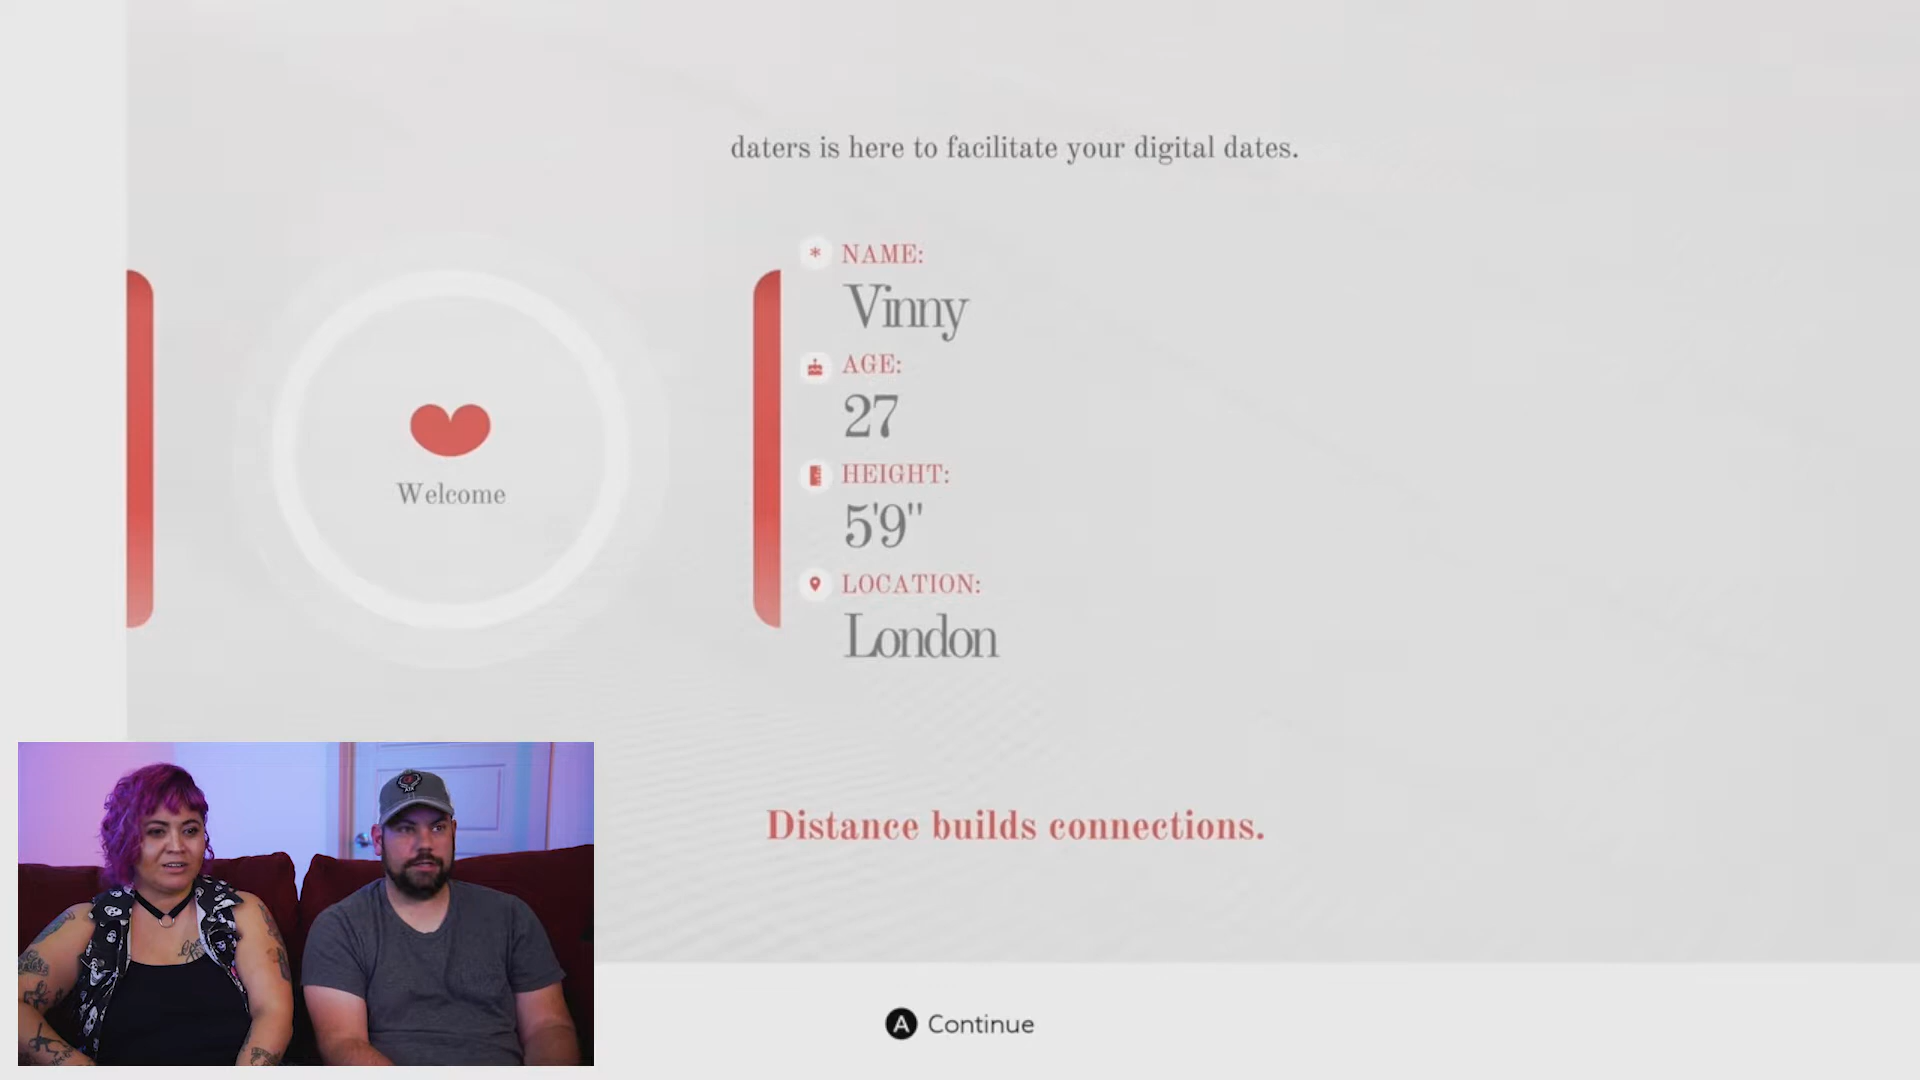 daters is here to facilitate your digital dates.
* NAME:
Vinny
AGE:
27
HEIGHT:
5'9"
LOCATION:
London
Welcome
Distance builds connections.
A Continue